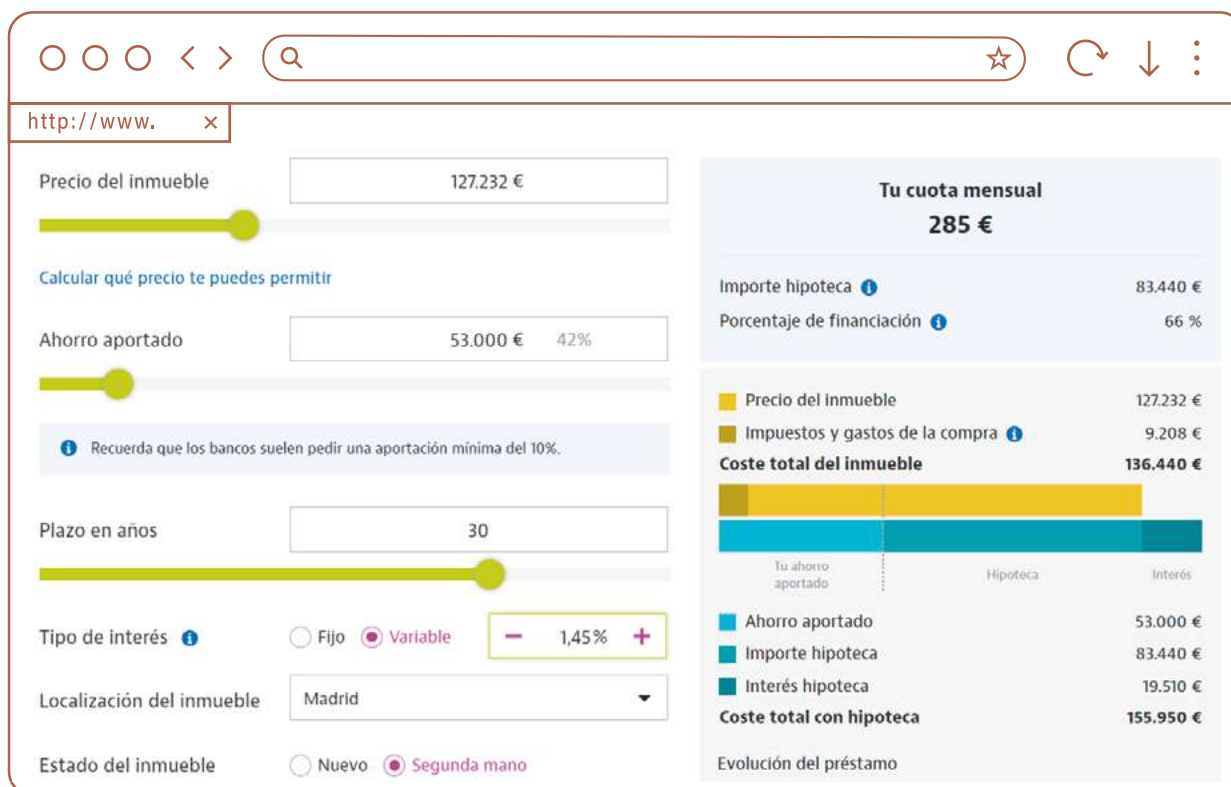 http://www. ×
Precio del inmueble 127.232 €
Calcular qué precio te puedes permitir
Ahorro aportado 53.000 € 42%
Recuerda que los bancos suelen pedir una aportación mínima del 10%.
Plazo en años 30
Tipo de interés Fijo Variable − 1,45% +
Localización del inmueble Madrid
Estado del inmueble Nuevo Segunda mano
Tu cuota mensual
285 €
Importe hipoteca 83.440 €
Porcentaje de financiación 66 %
Precio del inmueble 127.232 €
Impuestos y gastos de la compra 9.208 €
Coste total del inmueble 136.440 €
Tu ahorro
aportado
Hipoteca
Interés
Ahorro aportado 53.000 €
Importe hipoteca 83.440 €
Interés hipoteca 19.510 €
Coste total con hipoteca 155.950 €
Evolución del préstamo